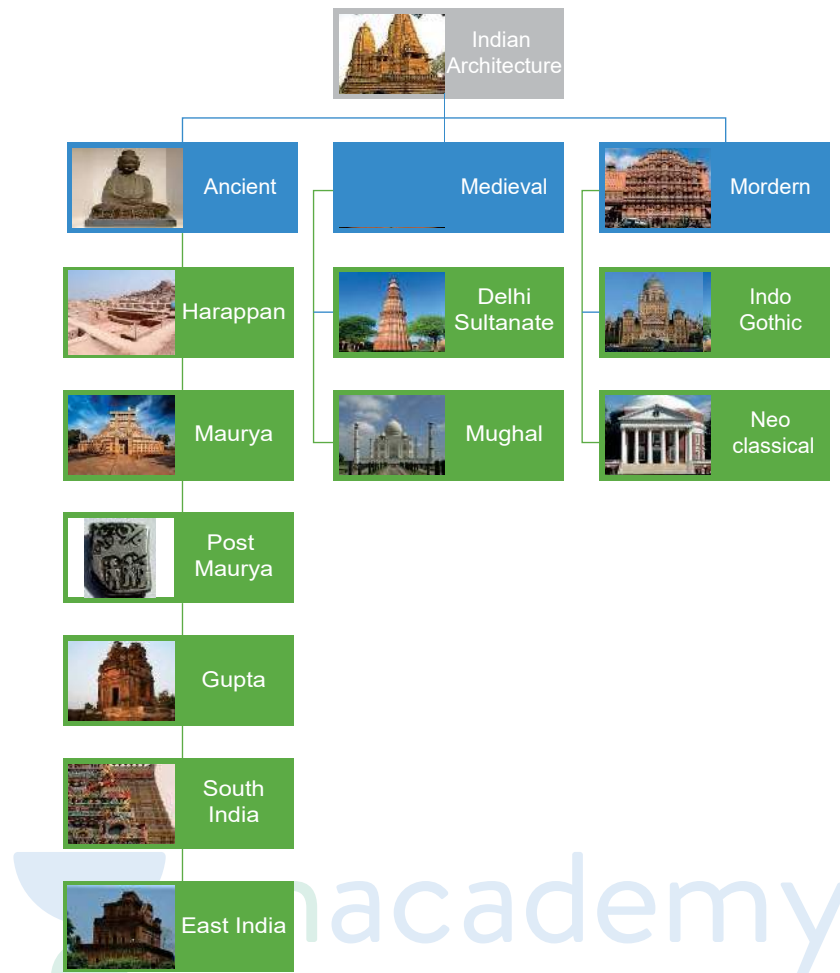 Indian
Architecture
Ancient
Medieval
Mordern
Harappan
Delhi
Sultanate
Indo
Gothic
Maurya
Mughal
Neo
classical
Post
Maurya
Gupta
South
India
East India